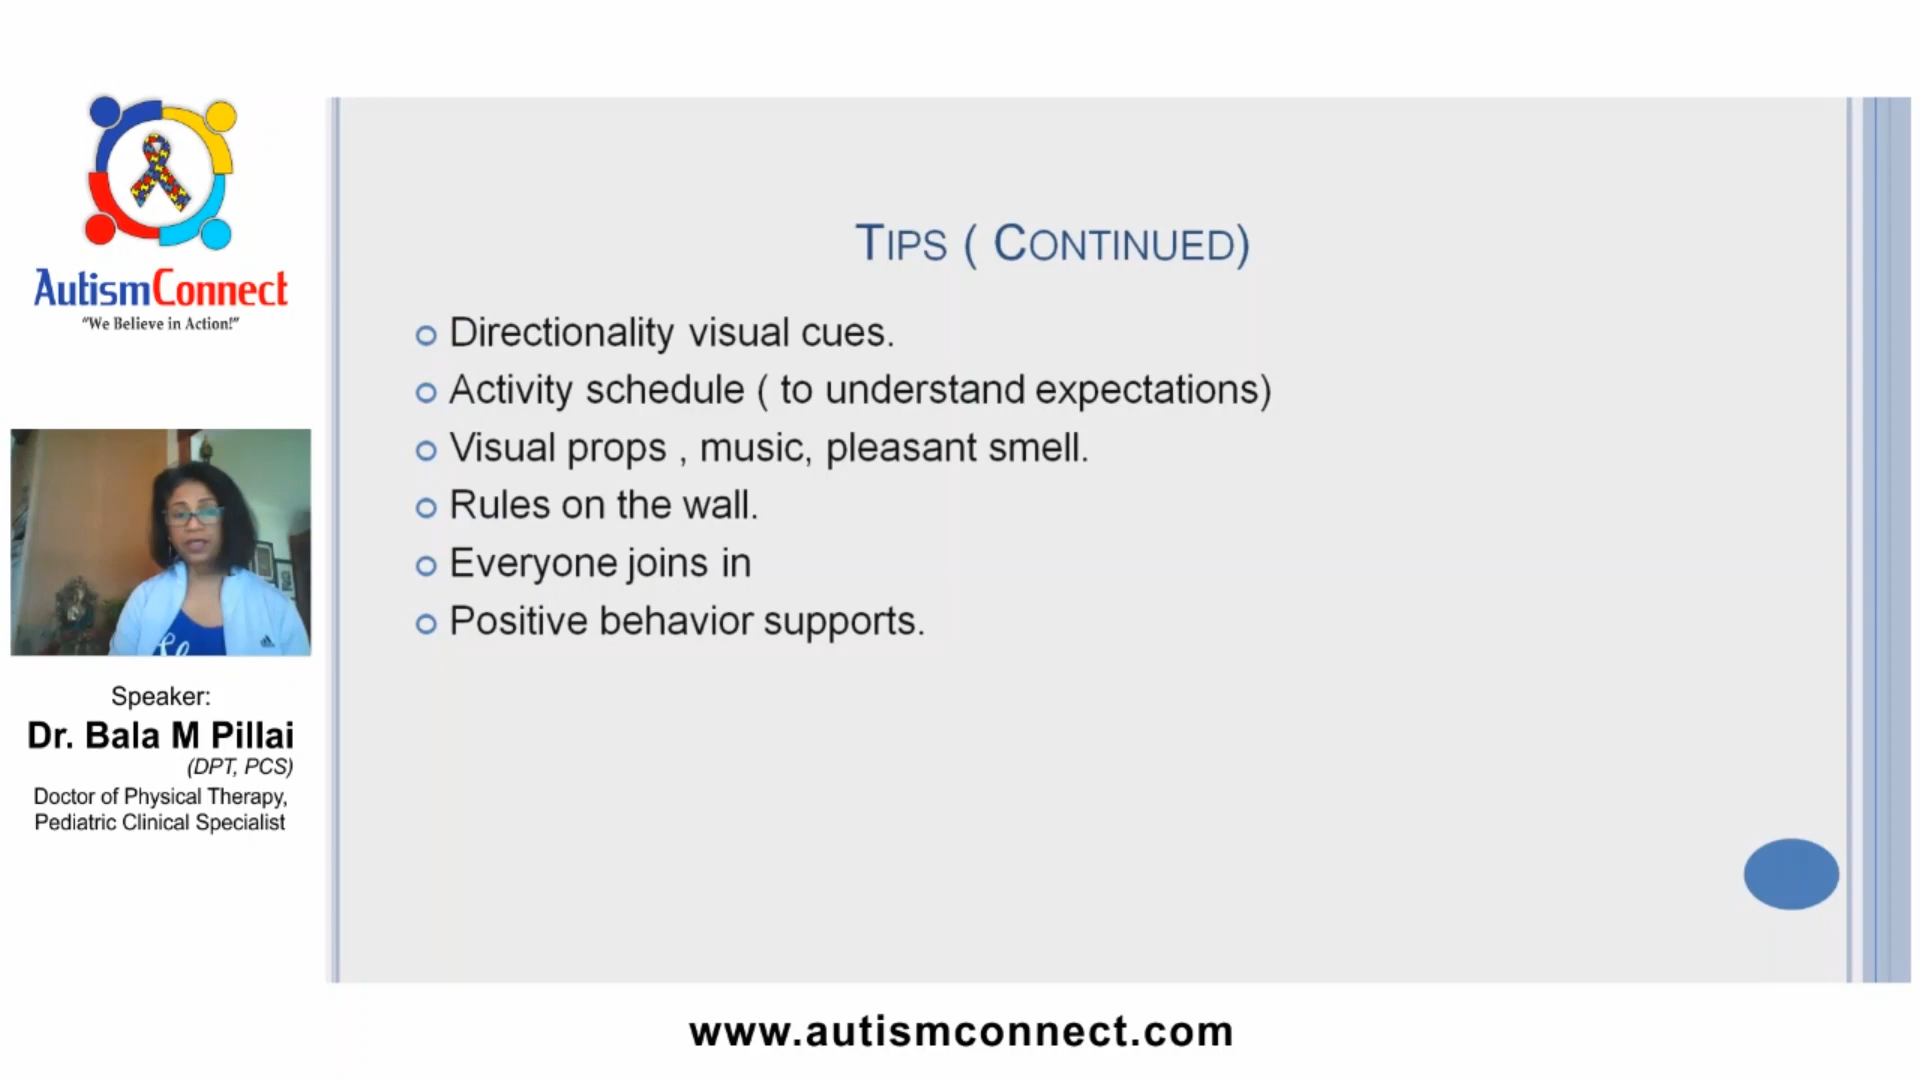 AutismConnect
"We Believe in Action!"
Speaker:
Dr. Bala M Pillai
(DPT, PCS)
Doctor of Physical Therapy,
Pediatric Clinical Specialist
TIPS ( CONTINUED)
Directionality visual cues.
Activity schedule ( to understand expectations)
Visual props , music, pleasant smell.
Rules on the wall.
Everyone joins in
Positive behavior supports.
www.autismconnect.com